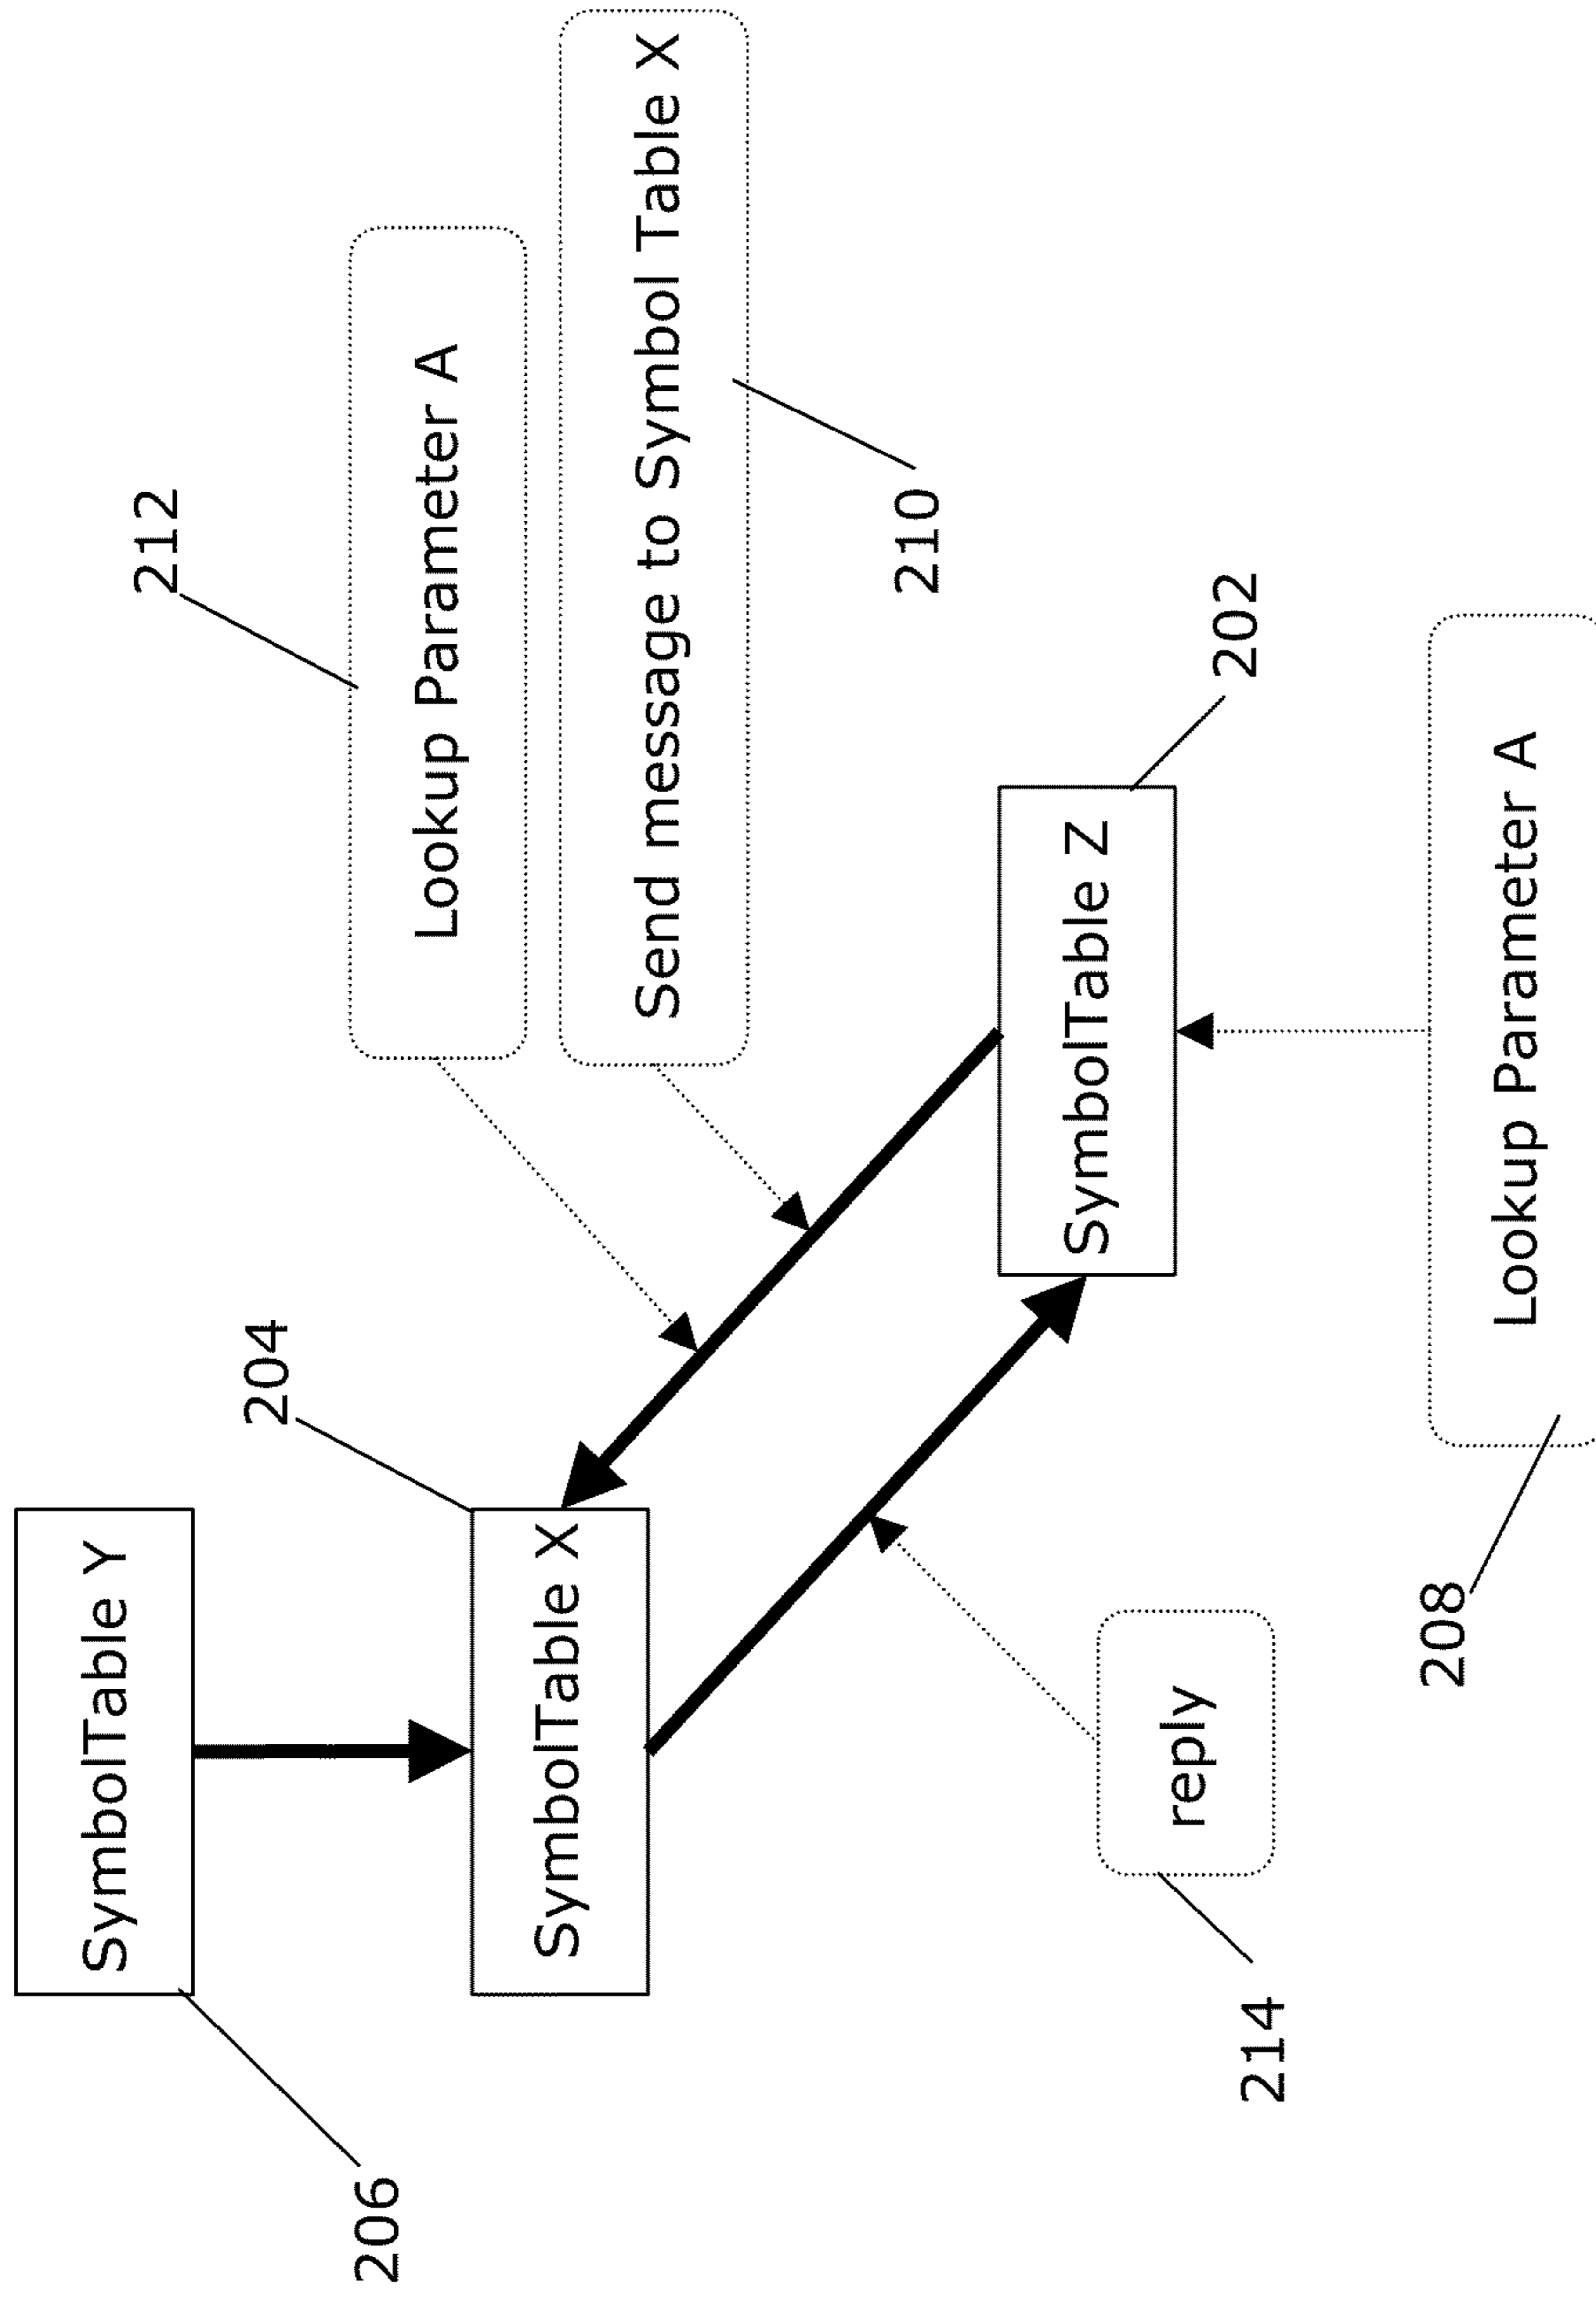 SymbolTable Y
212
204
206
Lookup Parameter A
SymbolTable X
Send message to Symbol Table X
210
SymbolTable Z
reply
202
214
208
Lookup Parameter A